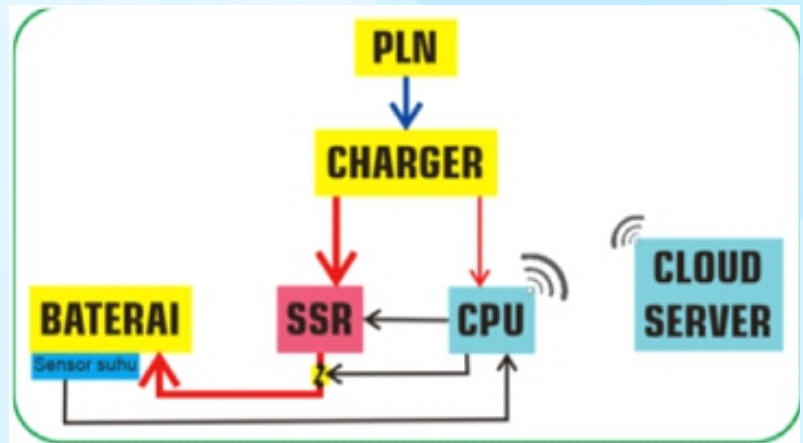 PLN
CHARGER
BATERAI
SSR
CPU
CLOUD
SERVER
Sensor suhu